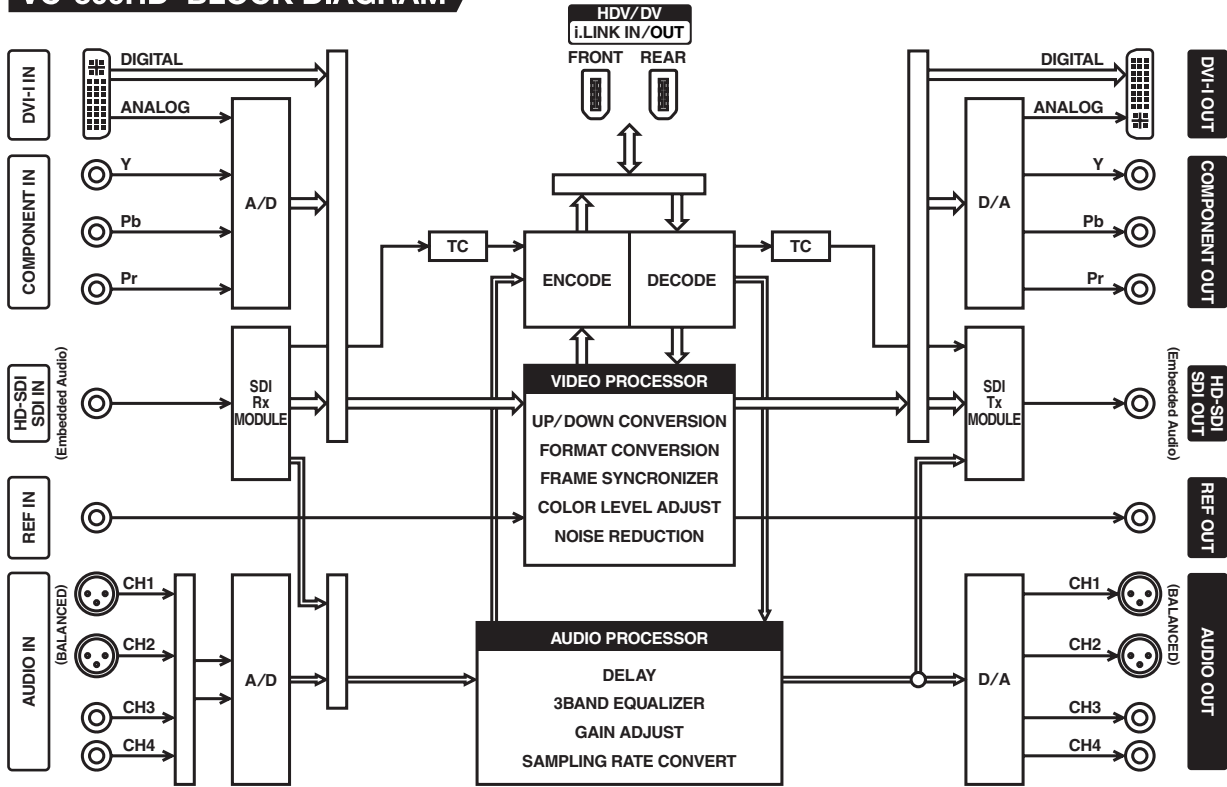 BLOCK DIAGRAM
HDV/DV
i.LINK IN/OUT
FRONT REAR
DVI-I IN
DIGITAL
ANALOG
COMPONENT IN
Y
Pb
Pr
A/D
HD-SDI
SDI IN
(Embedded Audio)
SDI
Rx
MODULE
REF IN
AUDIO IN
(BALANCED)
CH1
CH2
CH3
CH4
A/D
TC
ENCODE
DECODE
TC
VIDEO PROCESSOR
UP/DOWN CONVERSION
FORMAT CONVERSION
FRAME SYNCRONIZER
COLOR LEVEL ADJUST
NOISE REDUCTION
AUDIO PROCESSOR
DELAY
3BAND EQUALIZER
GAIN ADJUST
SAMPLING RATE CONVERT
DIGITAL
ANALOG
DVI-I OUT
D/A
Y
Pb
Pr
COMPONENT OUT
SDI
Tx
MODULE
(Embedded Audio)
HD-SDI
SDI OUT
REF OUT
D/A
CH1
CH2
CH3
CH4
(BALANCED)
AUDIO OUT